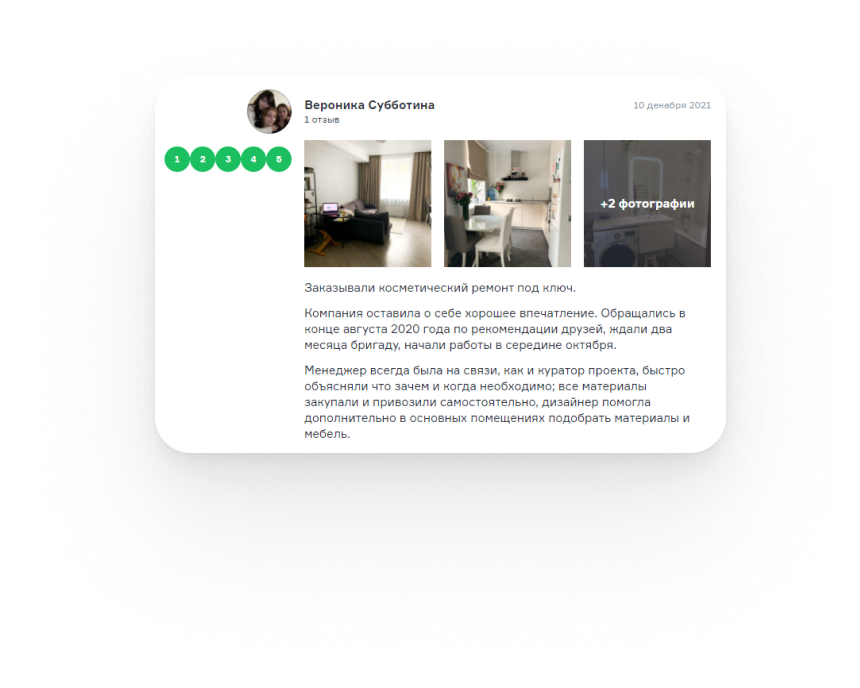 Вероника Субботина
10 декабря 2021
1 отзыв
1 2 3 4 5
+2 фотографии
Заказывали косметический ремонт под ключ.
Компания оставила о себе хорошее впечатление. Обращались в
конце августа 2020 года по рекомендации друзей, ждали два
месяца бригаду, начали работы в середине октября.
Менеджер всегда была на связи, как и куратор проекта, быстро
объясняли что зачем и когда необходимо; все материалы
закупали и привозили самостоятельно, дизайнер помогла
дополнительно в основных помещениях подобрать материалы и
мебель.